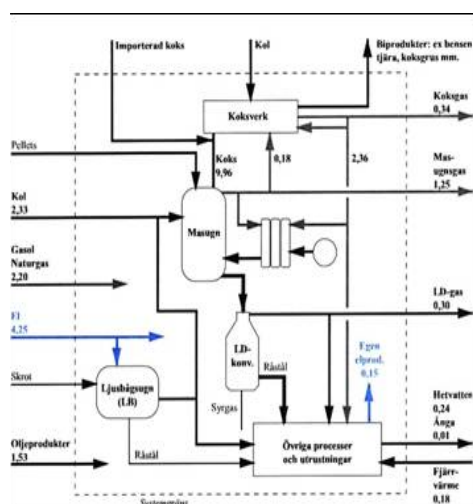 Importerad koks
Kol
Biprodukter: ex bensen
tjära, koksgrus mm.
Koksverk
Koksgas
0,34
Pellets
Koks
9,96
0,18
2,36
Mas-
ugnsgas
1,25
Kol
2,33
Masugn
Gasol
Naturgas
2,20
LD-gas
0,30
El
4,25
LD-
konv.
Egen
elprod.
0,15
Skrot
Ljusbågsugn
(LB)
Råstål
Syrgas
Hetvatten
0,24
Ånga
0,01
Övriga processer
och utrustningar
Oljeprodukter
1,53
Råstål
Fjärr-
värme
0,18
Systemgräns